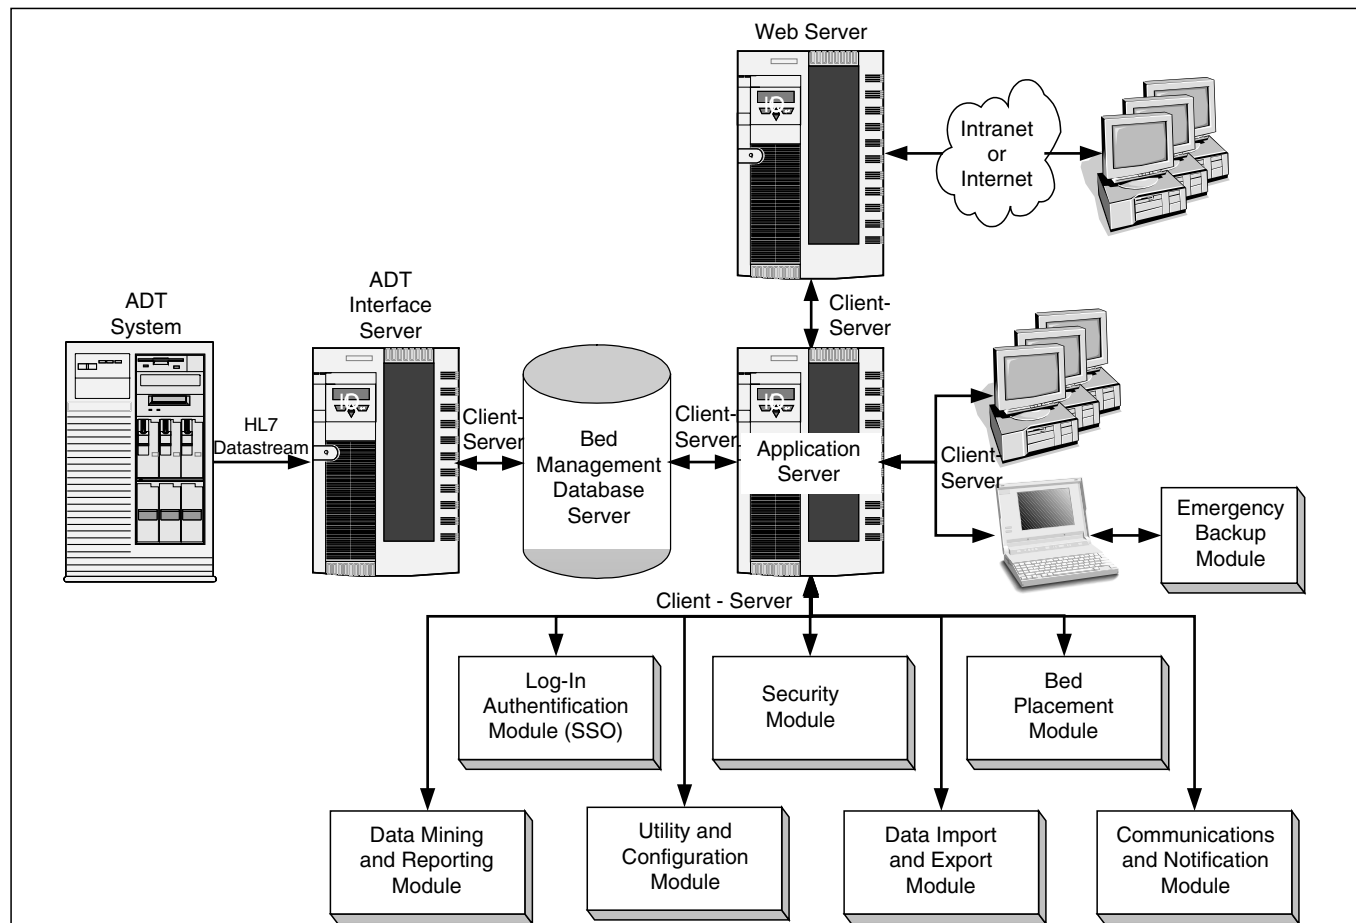 Web Server
Intranet
or
Internet
ADT
System
ADT
Interface
Server
Client-
Server
HL7
Datastream
Client-
Server
Bed
Management
Database
Server
Client-
Server
Application
Server
Client-
Server
Emergency
Backup
Module
Client - Server
Log-In
Authentification
Module (SSO)
Security
Module
Bed
Placement
Module
Data Mining
and Reporting
Module
Utility and
Configuration
Module
Data Import
and Export
Module
Communications
and Notification
Module